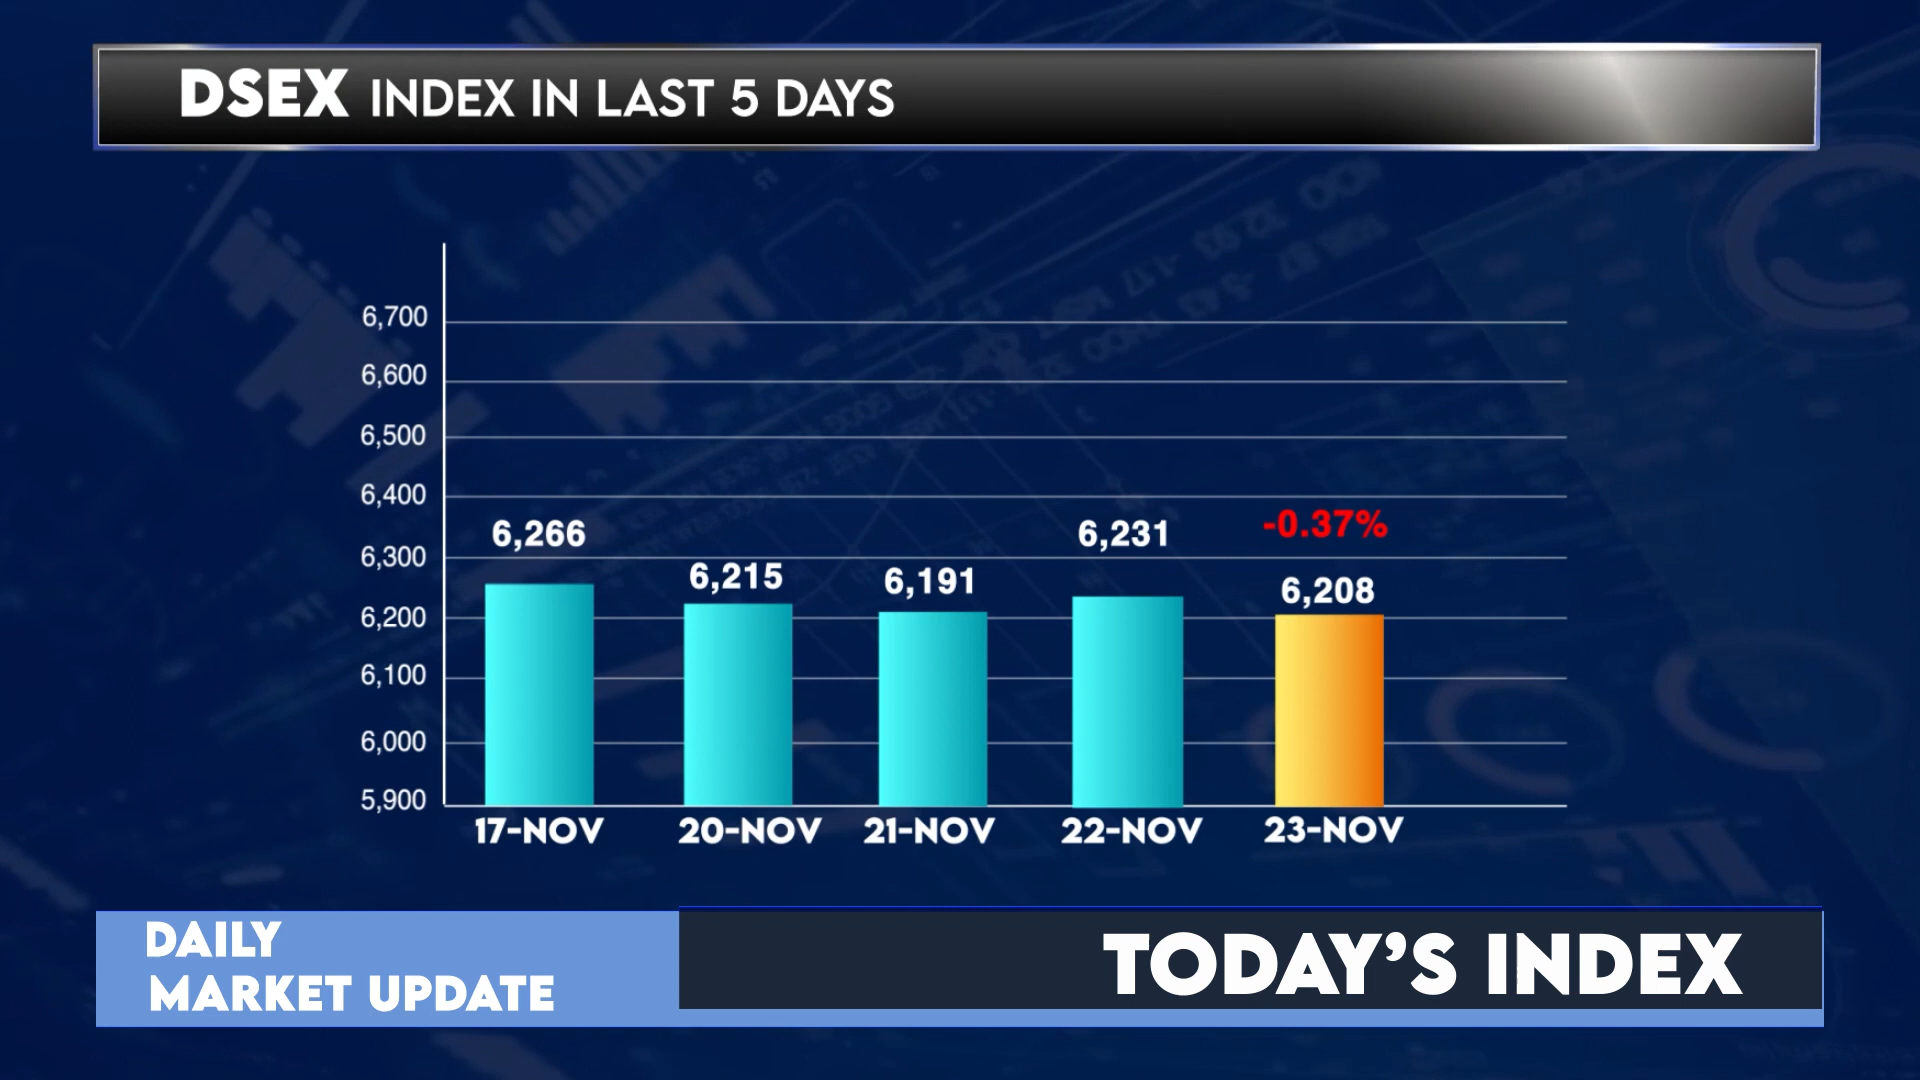 DSEX INDEX IN LAST 5 DAYS
6,700
6,600
6,500
6,400
6,300
6,200
6,100
6,000
5,900
6,266
6,215
6,191
6,231
-0.37%
6,208
17-NOV
20-NOV
21-NOV
22-NOV
23-NOV
DAILY
MARKET UPDATE
TODAY'S INDEX